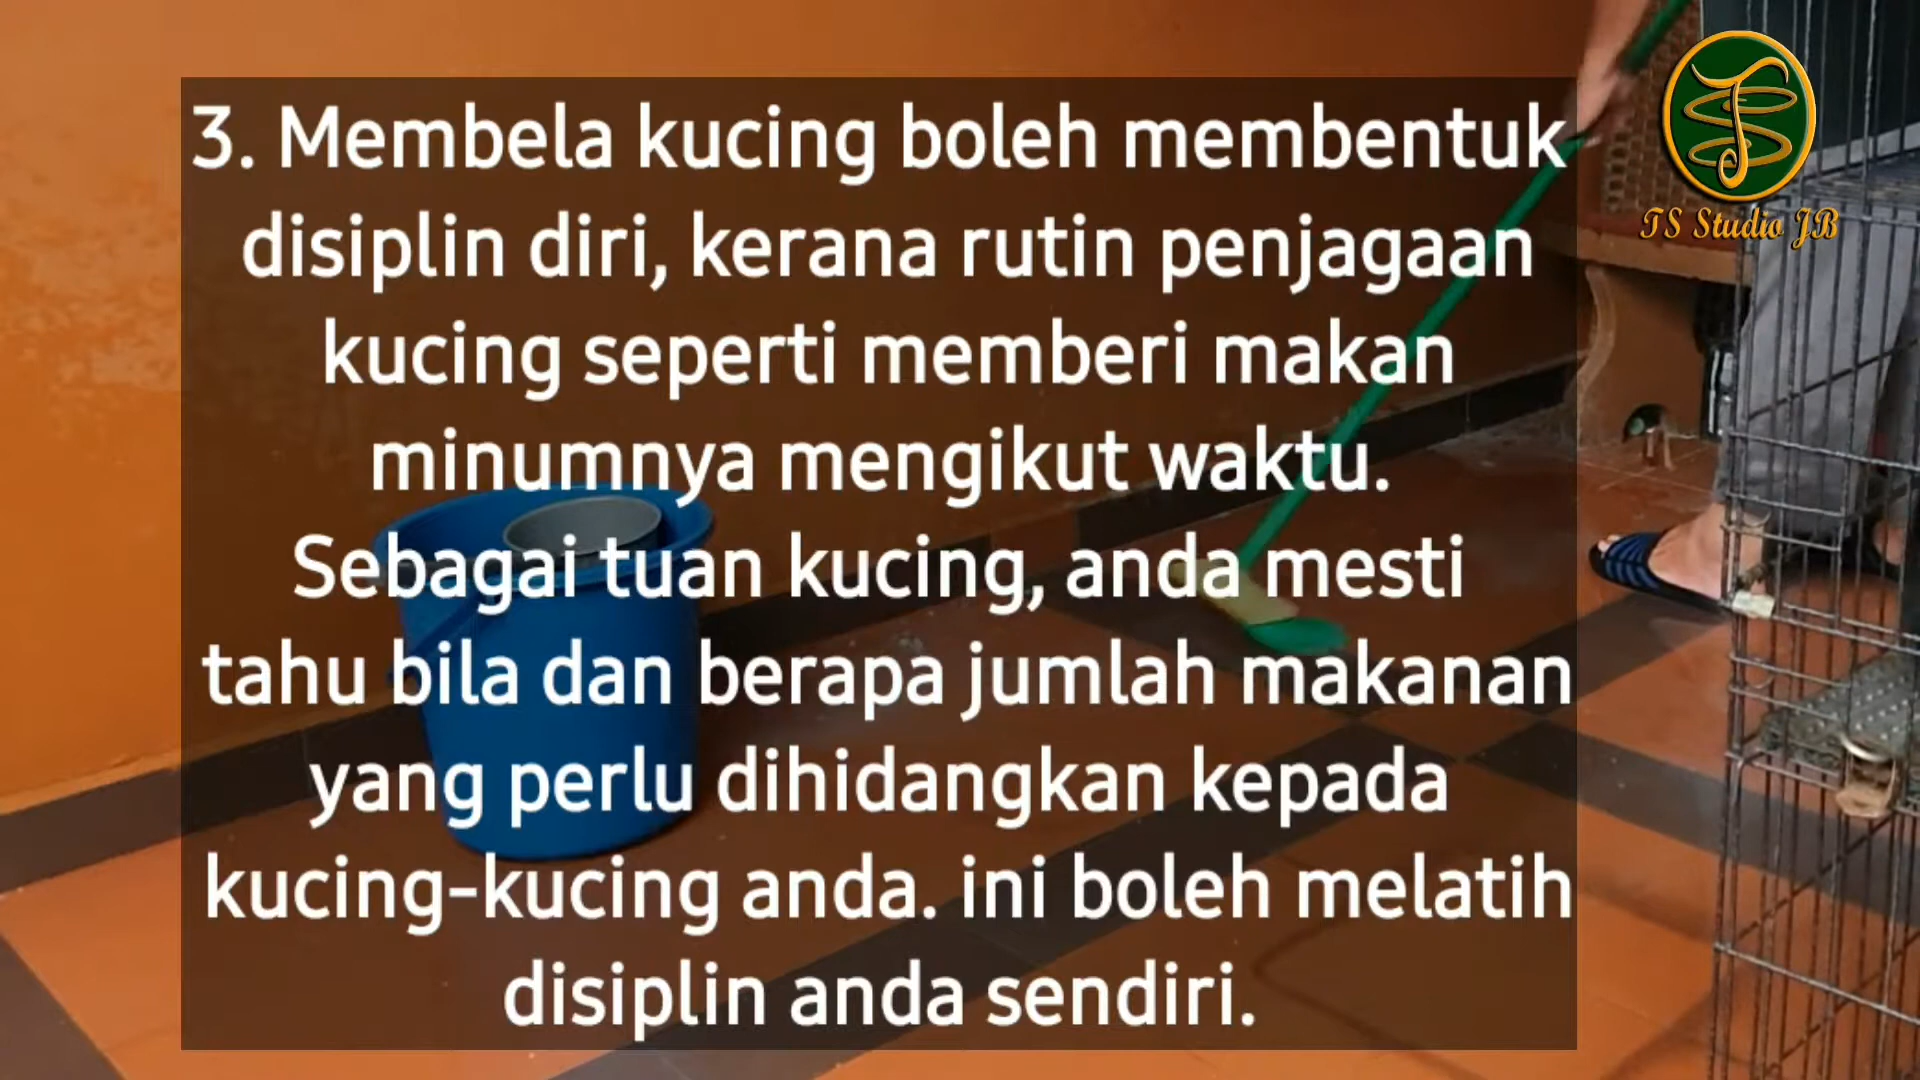 3. Membela kucing boleh membentuk
disiplin diri, kerana rutin penjagaan
kucing seperti memberi makan
minumnya mengikut waktu.
Sebagai tuan kucing, anda mesti
tahu bila dan berapa jumlah makanan
yang perlu dihidangkan kepada
kucing-kucing anda. ini boleh melatih
disiplin anda sendiri.
TS Studio JB